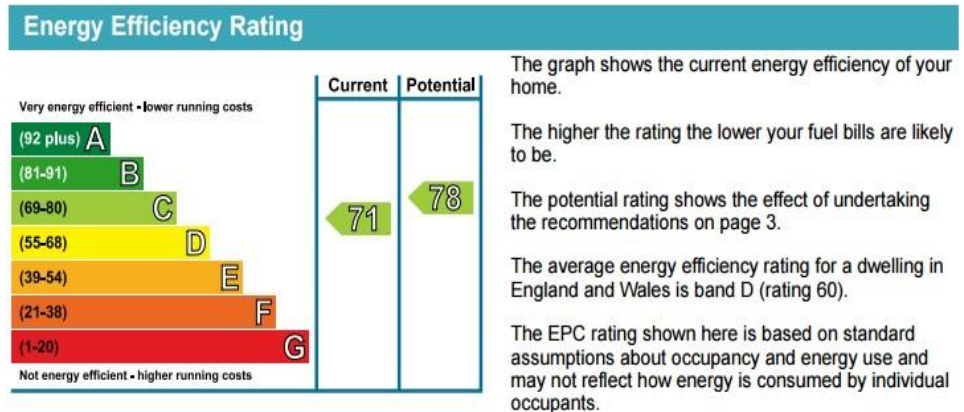 Energy Efficiency Rating
Current Potential
Very energy efficient - lower running costs
(92 plus) A
(81-91) B
(69-80) C
(55-68) D
(39-54) E
(21-38) F
(1-20) G
Not energy efficient - higher running costs
71
78
The graph shows the current energy efficiency of your
home.
The higher the rating the lower your fuel bills are likely
to be.
The potential rating shows the effect of undertaking
the recommendations on page 3.
The average energy efficiency rating for a dwelling in
England and Wales is band D (rating 60).
The EPC rating shown here is based on standard
assumptions about occupancy and energy use and
may not reflect how energy is consumed by individual
occupants.